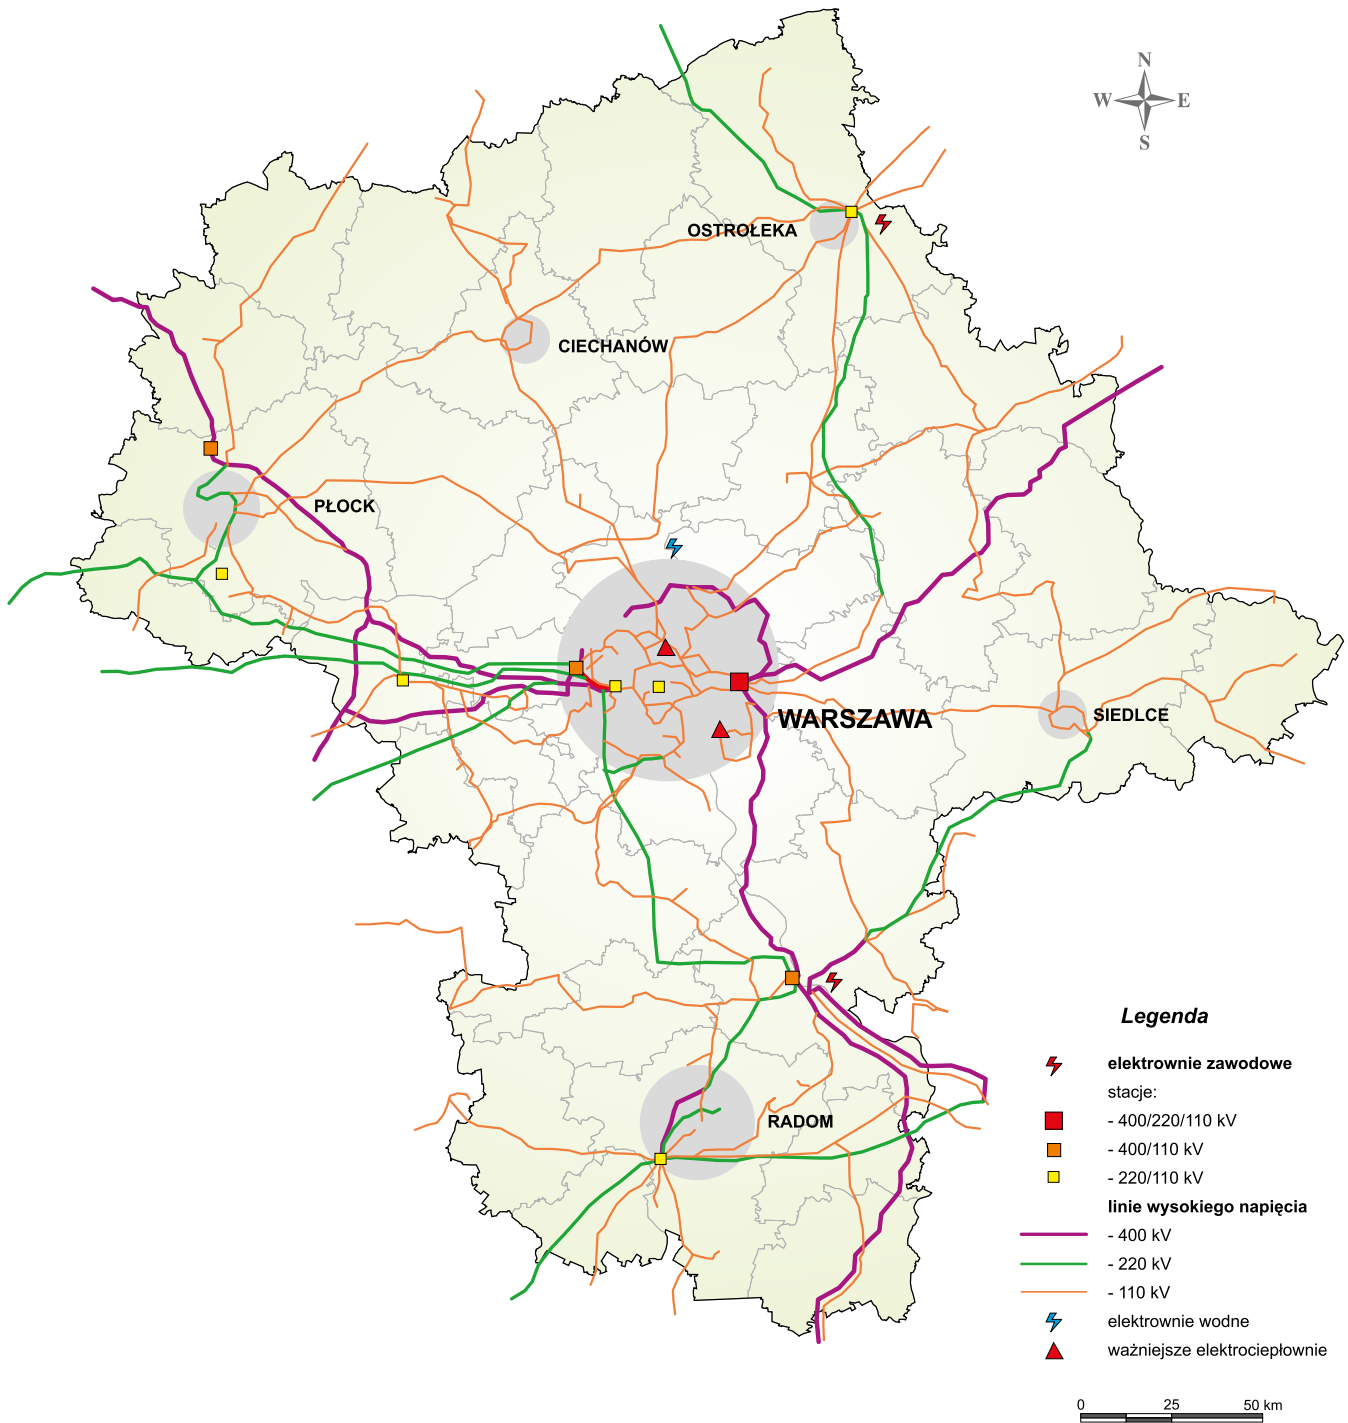 N
W E
S
OSTROŁEKA
CIECHANÓW
PŁOCK
WARSZAWA
SIEDLCE
RADOM
Legenda
elektrownie zawodowe
stacje:
- 400/220/110 kV
- 400/110 kV
- 220/110 kV
linie wysokiego napięcia
- 400 kV
- 220 kV
- 110 kV
elektrownie wodne
ważniejsze elektrociepłownie
0 25 50 km